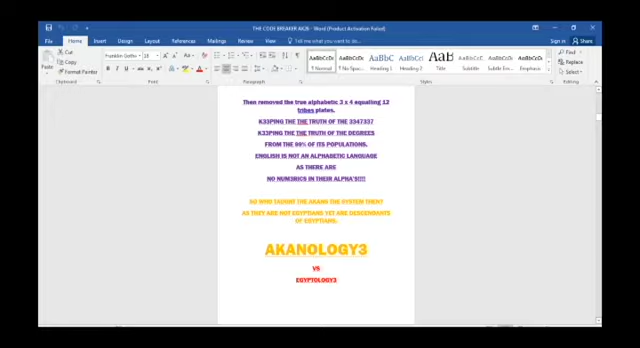 THE CODE BREAKER AK2B - Word (Product Activation Failed)
File Home Insert Design Layout References Mailings Review View Tell me what you want to do... Sign in Share
Cut
Copy
Format Painter
Paste
Clipboard
Franklin Gothic
Font
Paragraph
AaBbCcDc AaBbCcDc AaBbC AaBbCcI AaB AaBbCcD AaBbCcDc AaBbCcDc
¶ Normal ¶ No Spac... Heading 1 Heading 2 Title Subtitle Subtle Em... Emphasis
Styles
Replace
Select
Editing
Then removed the true alphabetic 3 x 4 equaling 12
tribes plates.
K33PING THE THE TRUTH OF THE 3347337
K33PING THE THE TRUTH OF THE DEGREES
FROM THE 99% OF ITS POPULATIONS.
ENGLISH IS NOT AN ALPHABETIC LANGUAGE
AS THERE ARE
NO NUM3RICS IN THEIR ALPHA'S!!!!
SO WHO TAUGHT THE AKANS THE SYSTEM THEN?
AS THEY ARE NOT EGYPTIANS YET ARE DESCENDANTS
OF EGYPTIANS.
AKANOLOGY3
VS
EGYPTOLOGY3